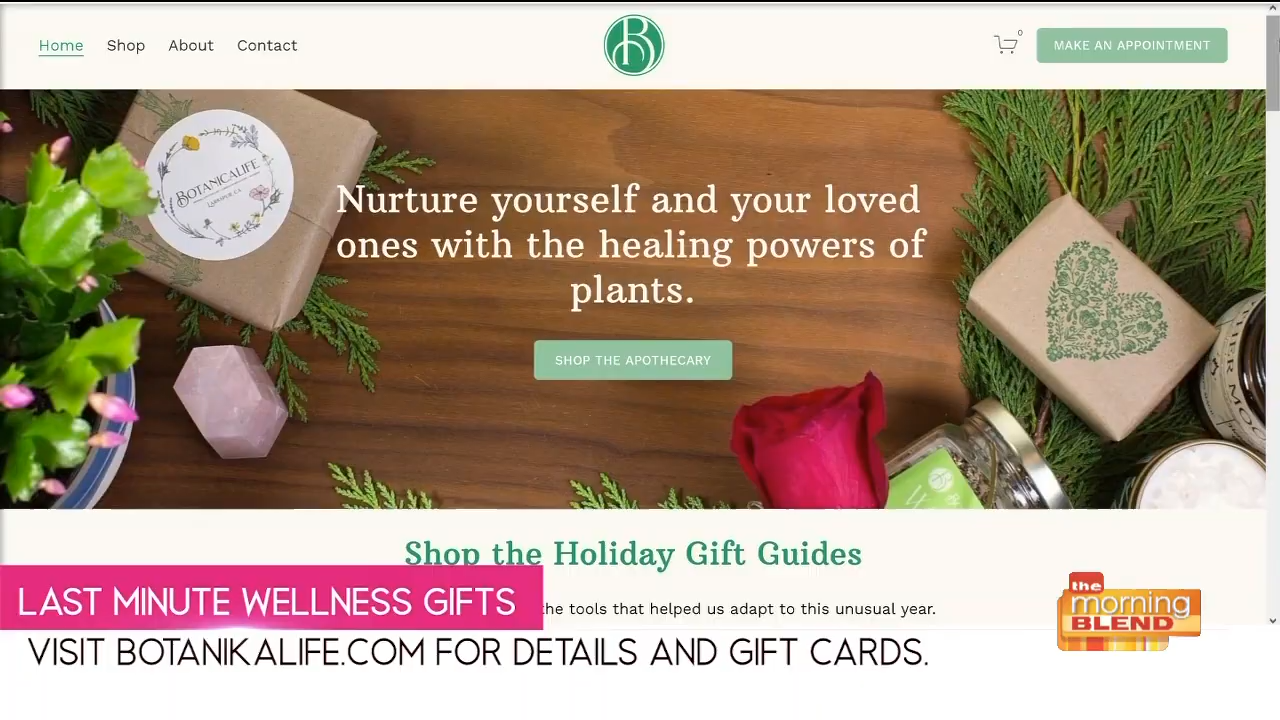 Home Shop About Contact
B
0
MAKE AN APPOINTMENT
BOTANICALIFE
Nurture yourself and your loved
ones with the healing powers of
plants.
SHOP THE APOTHECARY
Shop the Holiday Gift Guides
the tools that helped us adapt to this unusual year.
LAST MINUTE WELLNESS GIFTS
the
morning
BLEND
VISIT BOTANIKALIFE.COM FOR DETAILS AND GIFT CARDS.